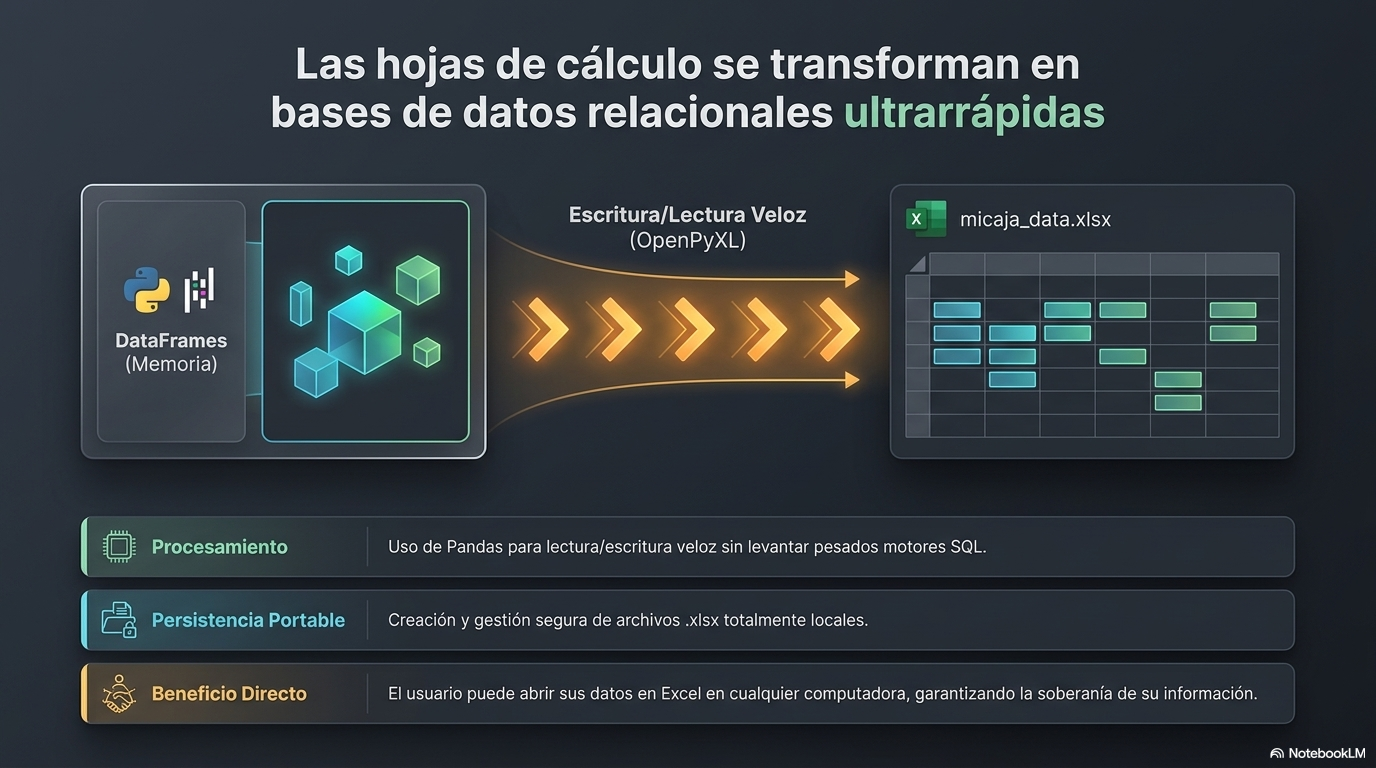 Las hojas de cálculo se transforman en
bases de datos relacionales ultrarrápidas
DataFrames
(Memoria)
Escritura/Lectura Veloz
(OpenPyXL)
X
micaja_data.xlsx
Procesamiento
Uso de Pandas para lectura/escritura veloz sin levantar pesados motores SQL.
Persistencia Portable
Creación y gestión segura de archivos .xlsx totalmente locales.
Beneficio Directo
El usuario puede abrir sus datos en Excel en cualquier computadora, garantizando la soberanía de su información.
NotebookLM